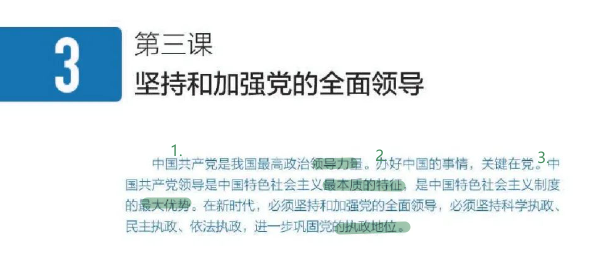 3
第三课
坚持和加强党的全面领导
1. 2. 3.
中国共产党是我国最高政治领导力量。办好中国的事情，关键在党。中
国共产党领导是中国特色社会主义最本质的特征，是中国特色社会主义制度
的最大优势。在新时代，必须坚持和加强党的全面领导，必须坚持科学执政、
民主执政、依法执政，进一步巩固党的执政地位。